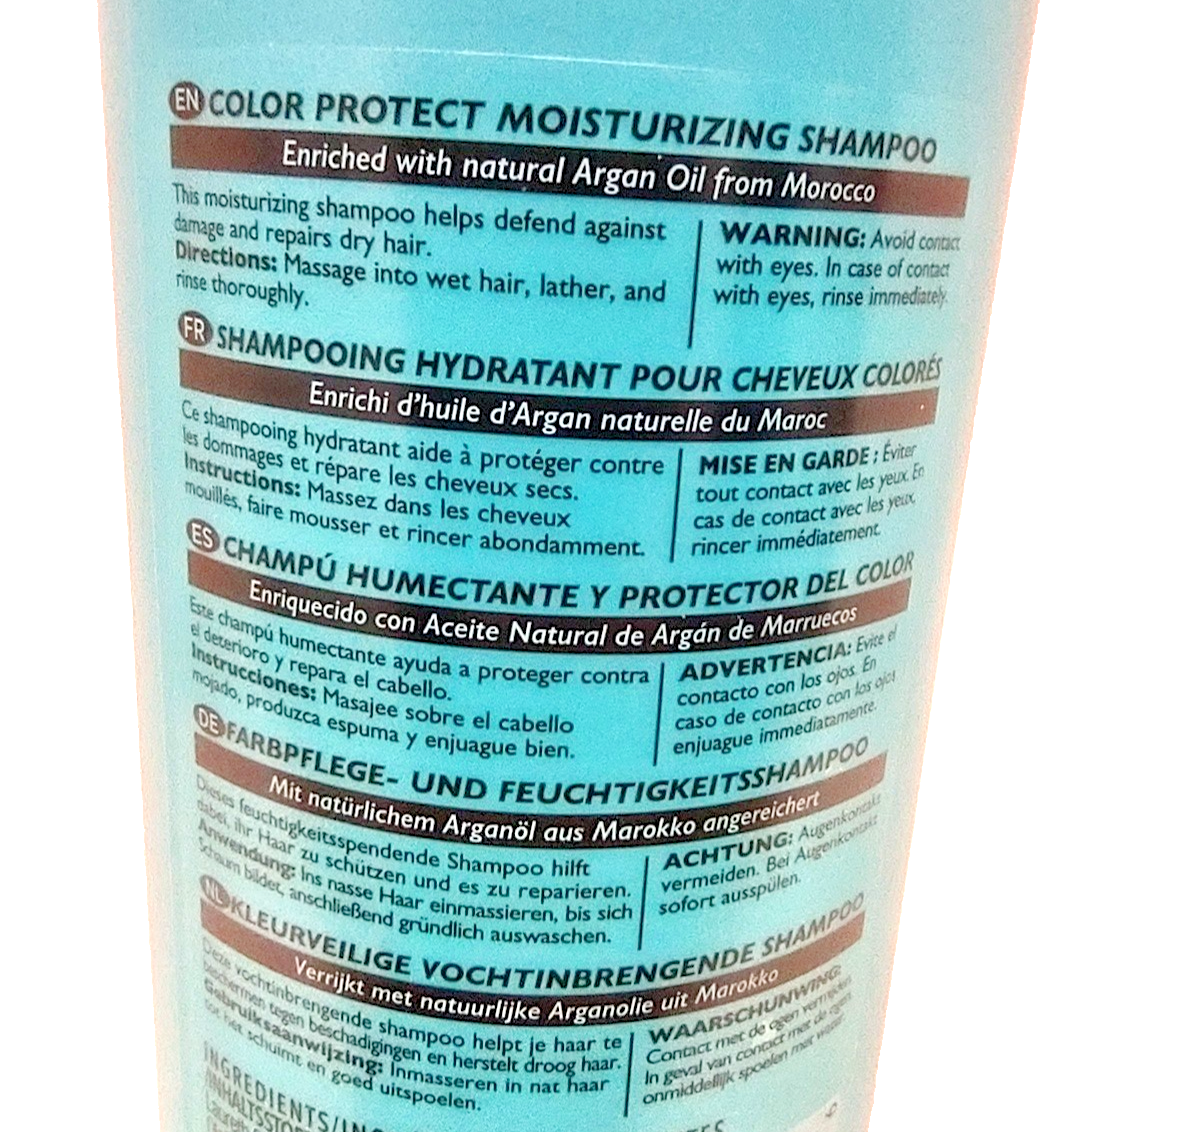 EN COLOR PROTECT MOISTURIZING SHAMPOO
Enriched with natural Argan Oil from Morocco
This moisturizing shampoo helps defend against
damage and repairs dry hair.
Directions: Massage into wet hair, lather, and
rinse thoroughly.
WARNING: Avoid contact
with eyes. In case of contact
with eyes, rinse immediately.
FR SHAMPOOING HYDRATANT POUR CHEVEUX COLORÉS
Enrichi d'huile d'Argan naturelle du Maroc
Ce shampooing hydratant aide à protéger contre
les dommages et répare les cheveux secs.
Instructions: Massez dans les cheveux
mouillés, faire mousser et rincer abondamment.
MISE EN GARDE : Éviter
tout contact avec les yeux. En
cas de contact avec les yeux,
rincer immédiatement.
ES CHAMPÚ HUMECTANTE Y PROTECTOR DEL COLOR
Enriquecido con Aceite Natural de Argán de Marruecos
Este champú humectante ayuda a proteger contra
el deterioro y repara el cabello.
Instrucciones: Masajee sobre el cabello
mojado, produzca espuma y enjuague bien.
ADVERTENCIA: Evite el
contacto con los ojos. En
caso de contacto con los ojos
enjuague immediatamente.
DE FARBPFLEGE- UND FEUCHTIGKEITSSHAMPOO
Mit natürlichem Arganöl aus Marokko angereichert
Dieses feuchtigkeitsspendende Shampoo hilft
dabei, ihr Haar zu schützen und es zu reparieren.
Anwendung: Ins nasse Haar einmassieren, bis sich
Schaum bildet, anschließend gründlich auswaschen.
ACHTUNG: Augenkontakt
vermeiden. Bei Augenkontakt
sofort ausspülen.
NL KLEURVEILIGE VOCHTINBRENGENDE SHAMPOO
Verrijkt met natuurlijke Arganolie uit Marokko
Deze vochtinbrengende shampoo helpt je haar te
beschermen tegen beschadigingen en herstelt droog haar.
Gebruiksaanwijzing: Inmasseren in nat haar
tot het schuimt en goed uitspoelen.
WAARSCHUNWING:
Contact met de ogen vermijden
In geval van contact met de ogen
onmiddellijk spoelen met water
INGREDIENTS/